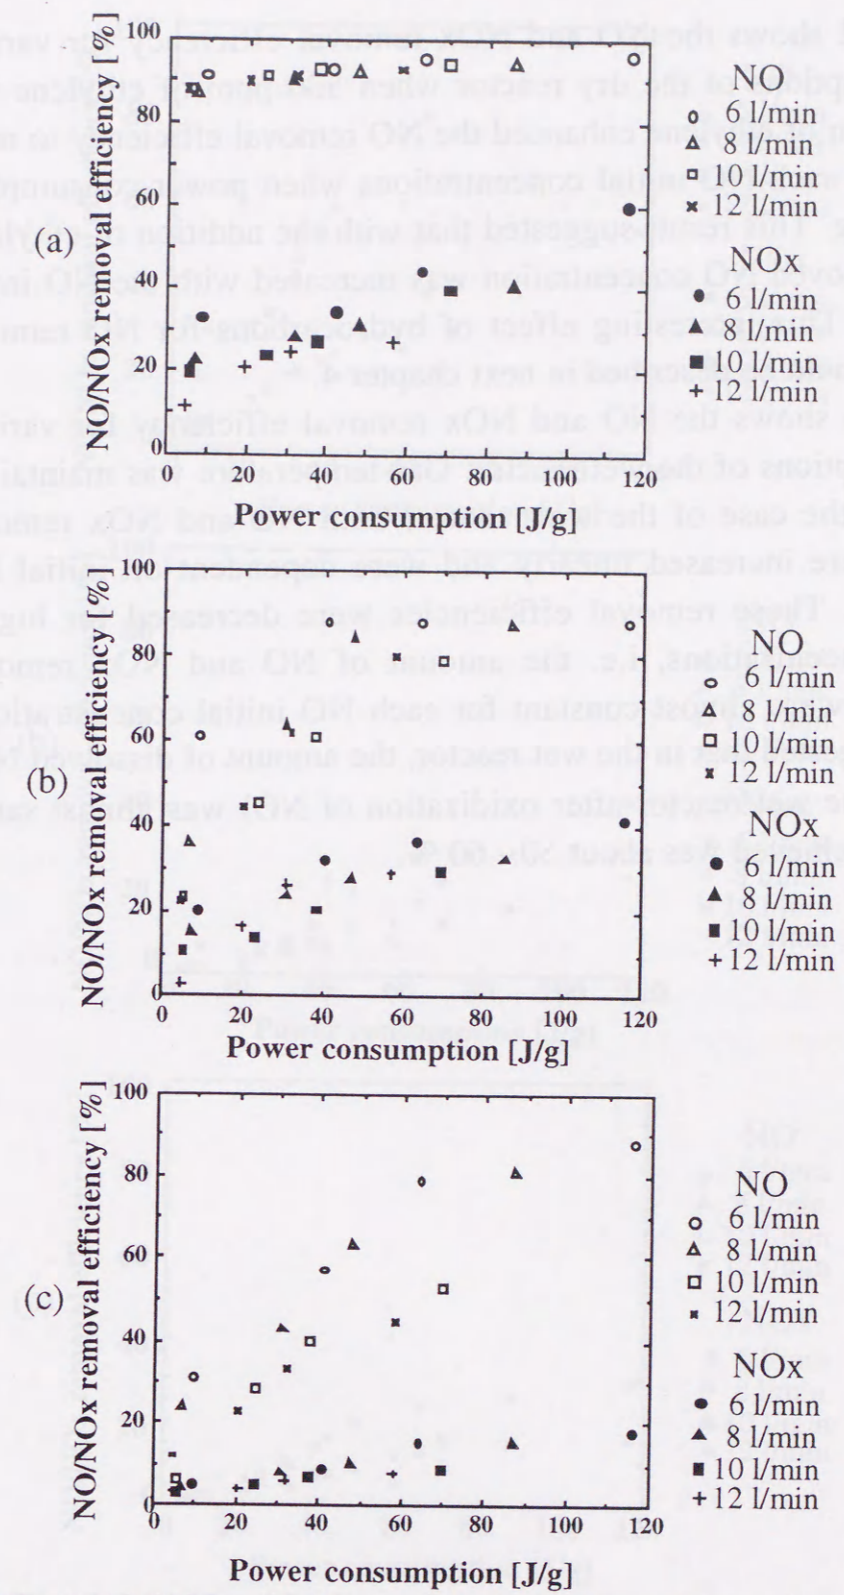 (a)
NO/NOx removal efficiency [%]
100
80
60
40
20
0
0 20 40 60 80 100 120
Power consumption [J/g]
NO
6 l/min
8 l/min
10 l/min
12 l/min
NOx
6 l/min
8 l/min
10 l/min
12 l/min
(b)
NO/NOx removal efficiency [%]
100
80
60
40
20
0
0 20 40 60 80 100 120
Power consumption [J/g]
NO
6 l/min
8 l/min
10 l/min
12 l/min
NOx
6 l/min
8 l/min
10 l/min
12 l/min
(c)
NO/NOx removal efficiency [%]
100
80
60
40
20
0
0 20 40 60 80 100 120
Power consumption [J/g]
NO
6 l/min
8 l/min
10 l/min
12 l/min
NOx
6 l/min
8 l/min
10 l/min
12 l/min